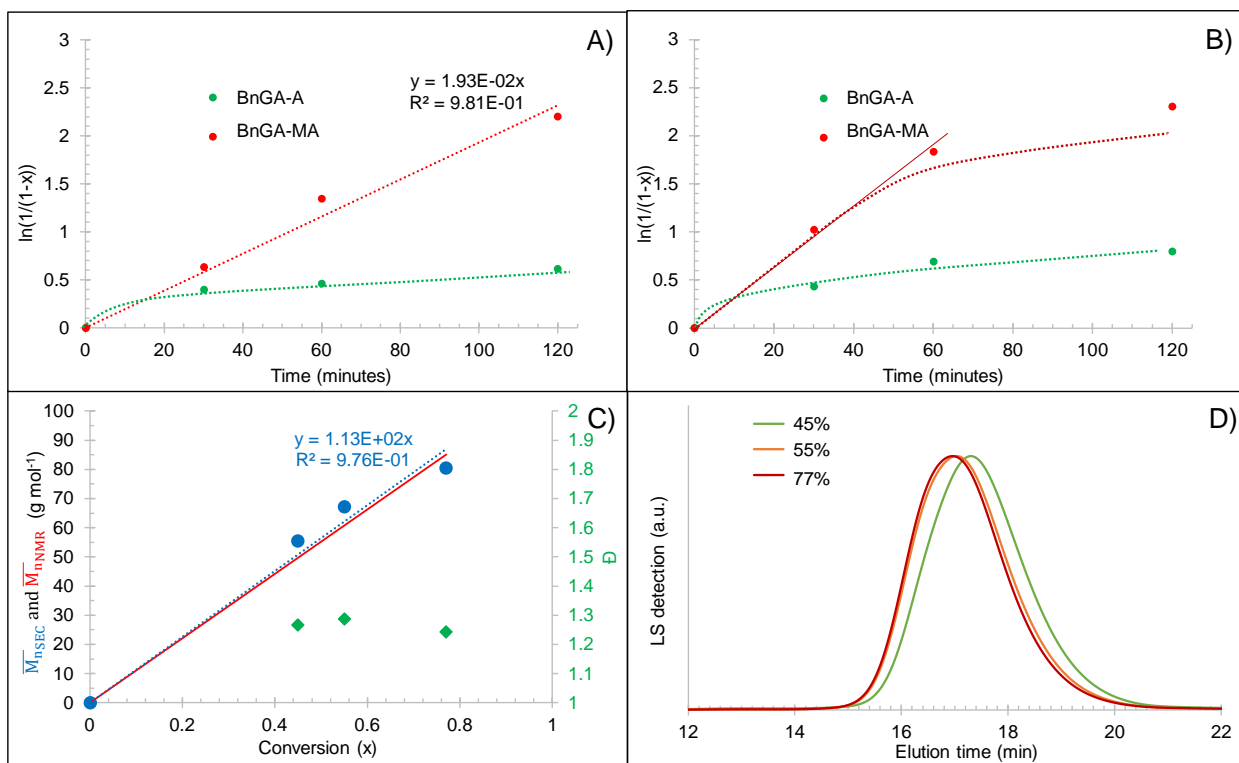 A)
3
2.5
2
1.5
1
0.5
0
ln(1/(1-x))
BnGA-A
BnGA-MA
y = 1.93E-02x
R² = 9.81E-01
0 20 40 60 80 100 120
Time (minutes)
B)
3
2.5
2
1.5
1
0.5
0
ln(1/(1-x))
BnGA-A
BnGA-MA
0 20 40 60 80 100 120
Time (minutes)
C)
100
90
80
70
60
50
40
30
20
10
0
M̅nSEC and M̅nNMR (g mol⁻¹)
y = 1.13E+02x
R² = 9.76E-01
2
1.9
1.8
1.7
1.6
1.5
1.4
1.3
1.2
1.1
1
Đ
0 0.2 0.4 0.6 0.8 1
Conversion (x)
D)
45%
55%
77%
LS detection (a.u.)
12 14 16 18 20 22
Elution time (min)